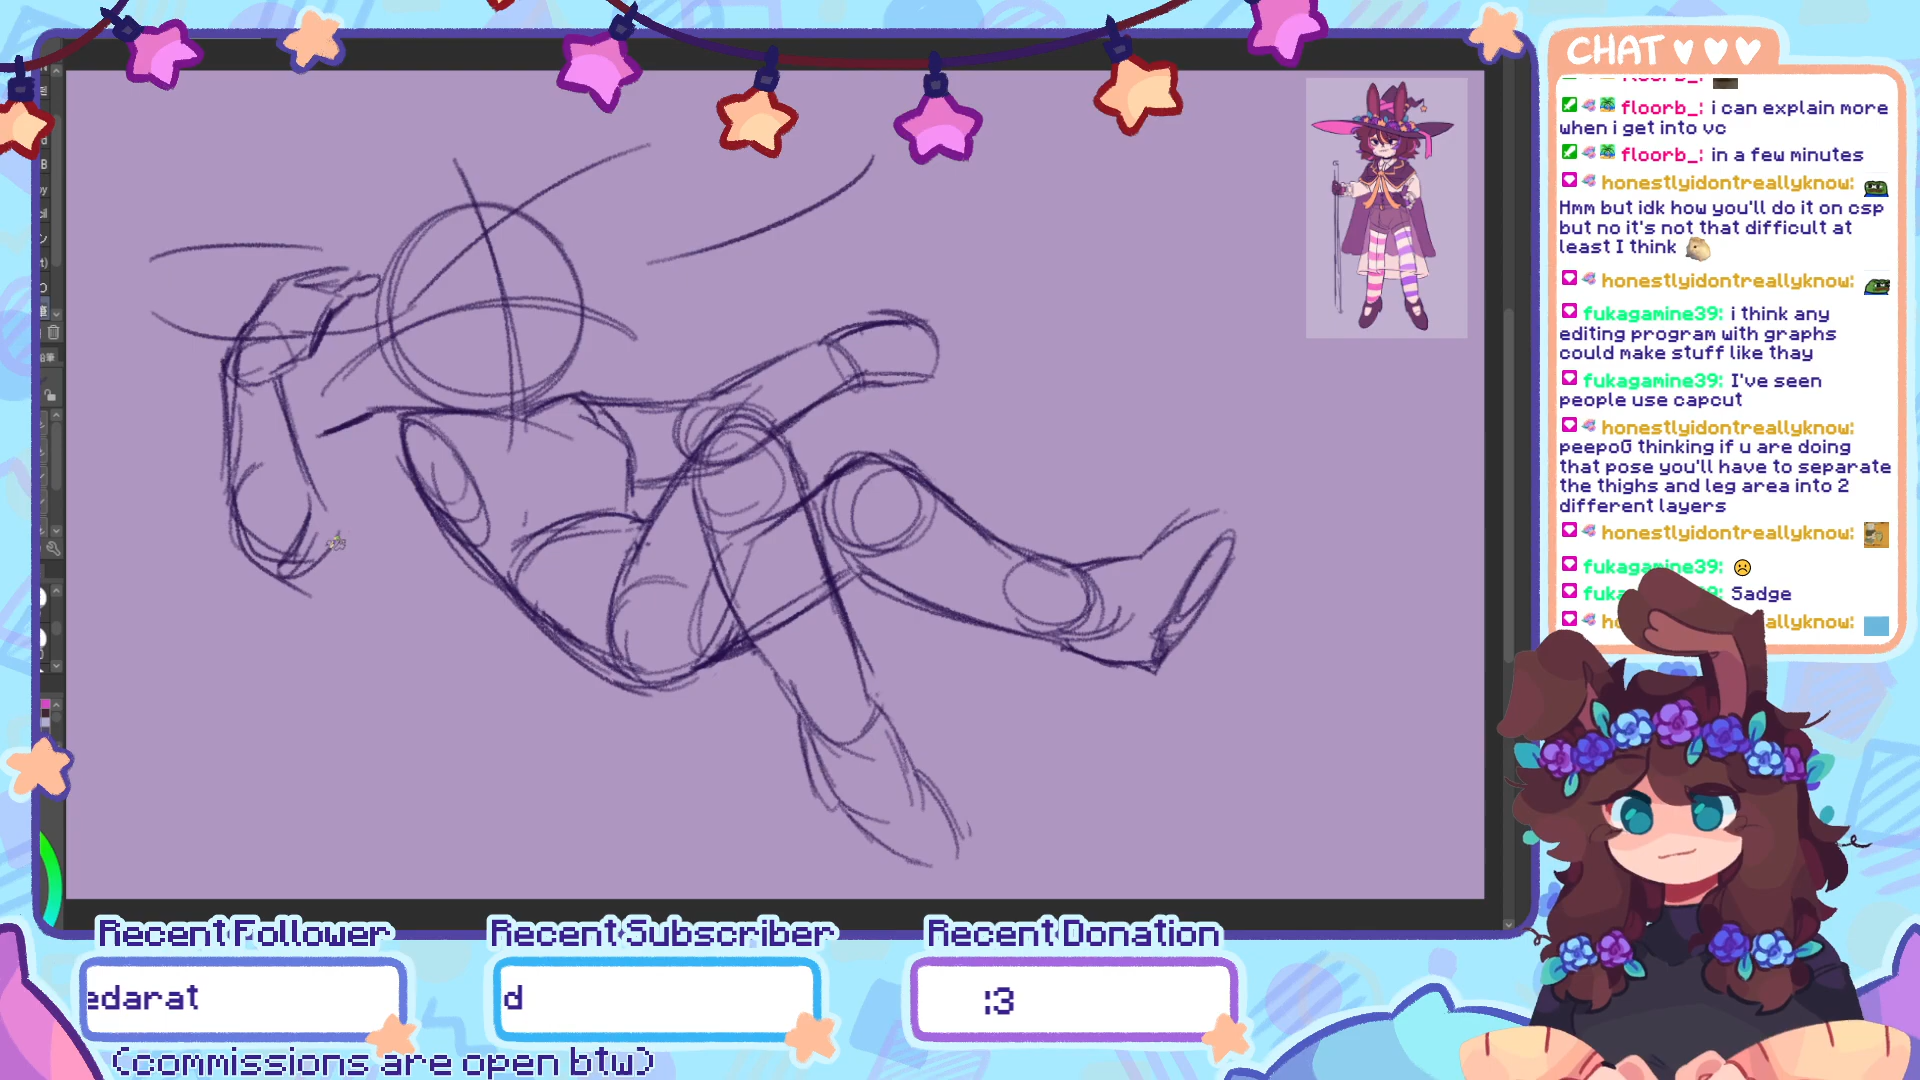 CHAT
floorb_: i can explain more
when i get into vc
floorb_: in a few minutes
honestlyidontreallyknow:
Hmm but idk how you'll do it on csp
but no it's not that difficult at
least I think
honestlyidontreallyknow:
fukagamine39: i think any
editing program with graphs
could make stuff like thay
fukagamine39: I've seen
people use capcut
honestlyidontreallyknow:
peepoG thinking if u are doing
that pose you'll have to separate
the thighs and leg area into 2
different layers
honestlyidontreallyknow:
fukagamine39:
Sadge
Recent Follower
Recent Subscriber
Recent Donation
edarat
d
:3
(commissions are open btw)